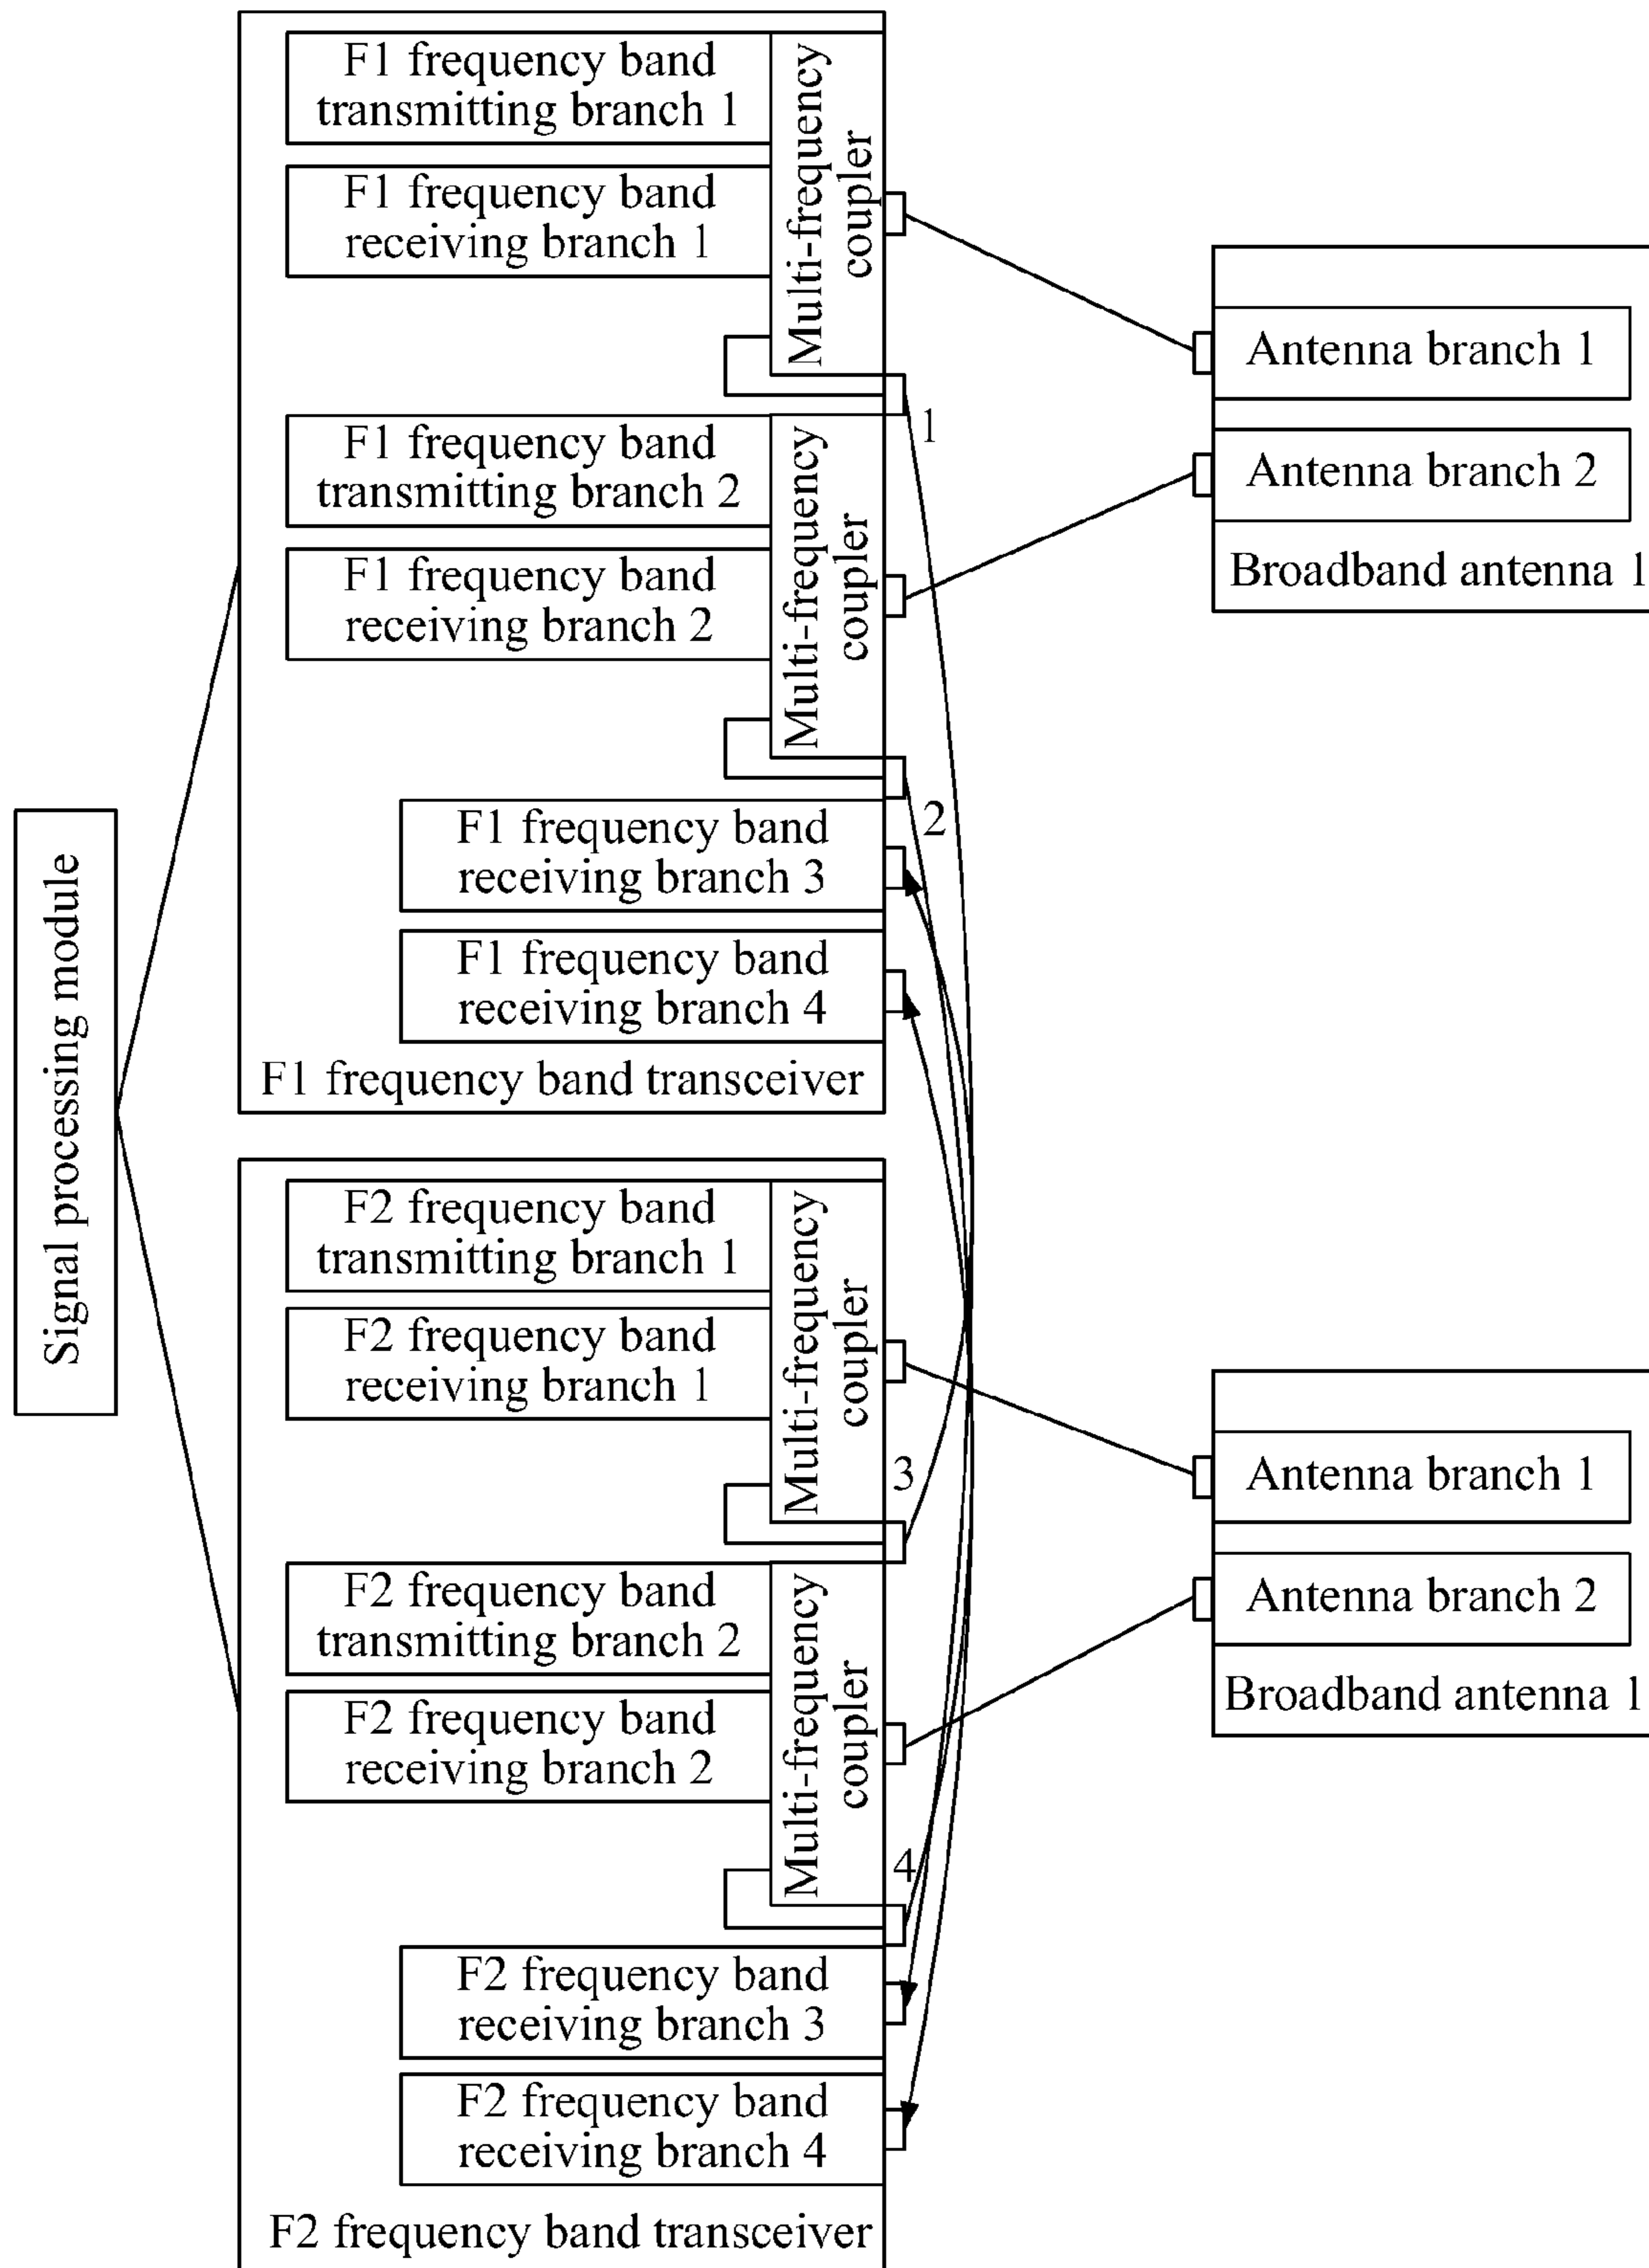 Signal processing module
F1 frequency band
transmitting branch 1
F1 frequency band
receiving branch 1
Multi-frequency
coupler
1
F1 frequency band
transmitting branch 2
F1 frequency band
receiving branch 2
Multi-frequency
coupler
2
F1 frequency band
receiving branch 3
F1 frequency band
receiving branch 4
F1 frequency band transceiver
F2 frequency band
transmitting branch 1
F2 frequency band
receiving branch 1
Multi-frequency
coupler
3
F2 frequency band
transmitting branch 2
F2 frequency band
receiving branch 2
Multi-frequency
coupler
4
F2 frequency band
receiving branch 3
F2 frequency band
receiving branch 4
F2 frequency band transceiver
Antenna branch 1
Antenna branch 2
Broadband antenna 1
Antenna branch 1
Antenna branch 2
Broadband antenna 1